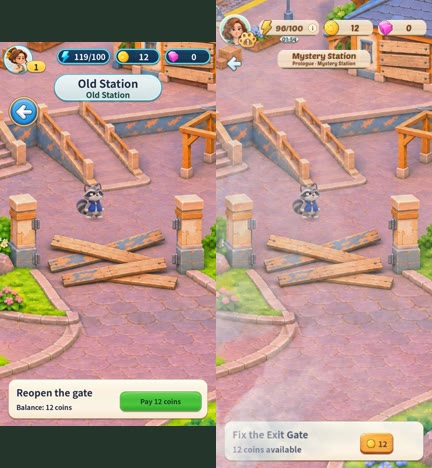 119/100
12
0
1
Old Station
Old Station
Reopen the gate
Balance: 12 coins
Pay 12 coins
96/100
12
0
Mystery Station
Prologue · Mystery Station
Fix the Exit Gate
12 coins available
12